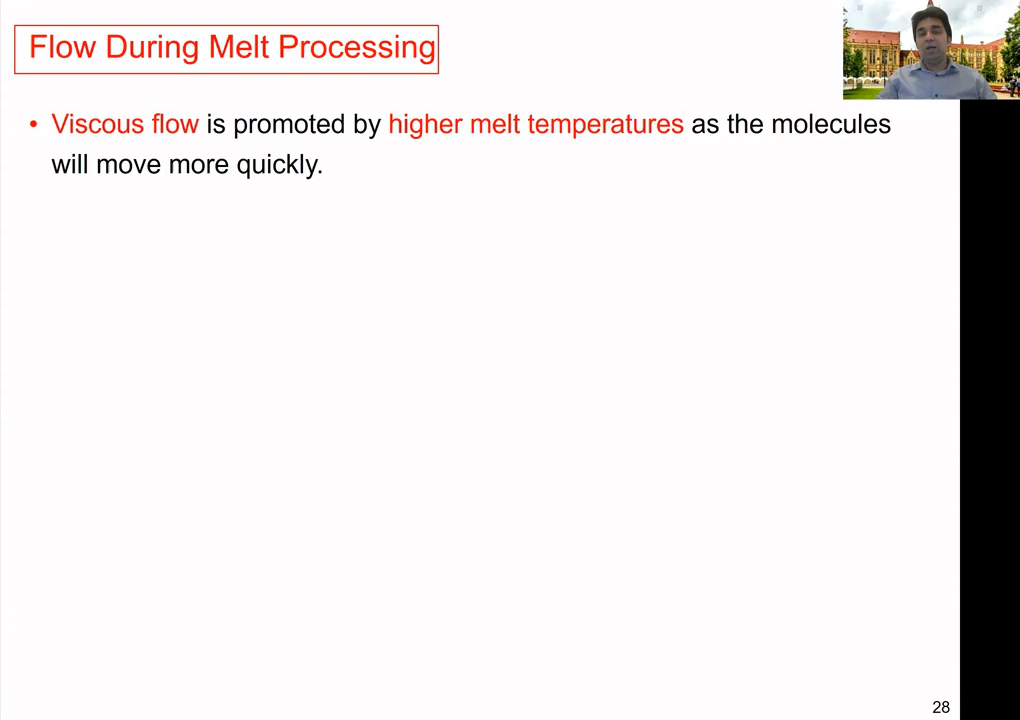 Flow During Melt Processing
• Viscous flow is promoted by higher melt temperatures as the molecules
will move more quickly.
28